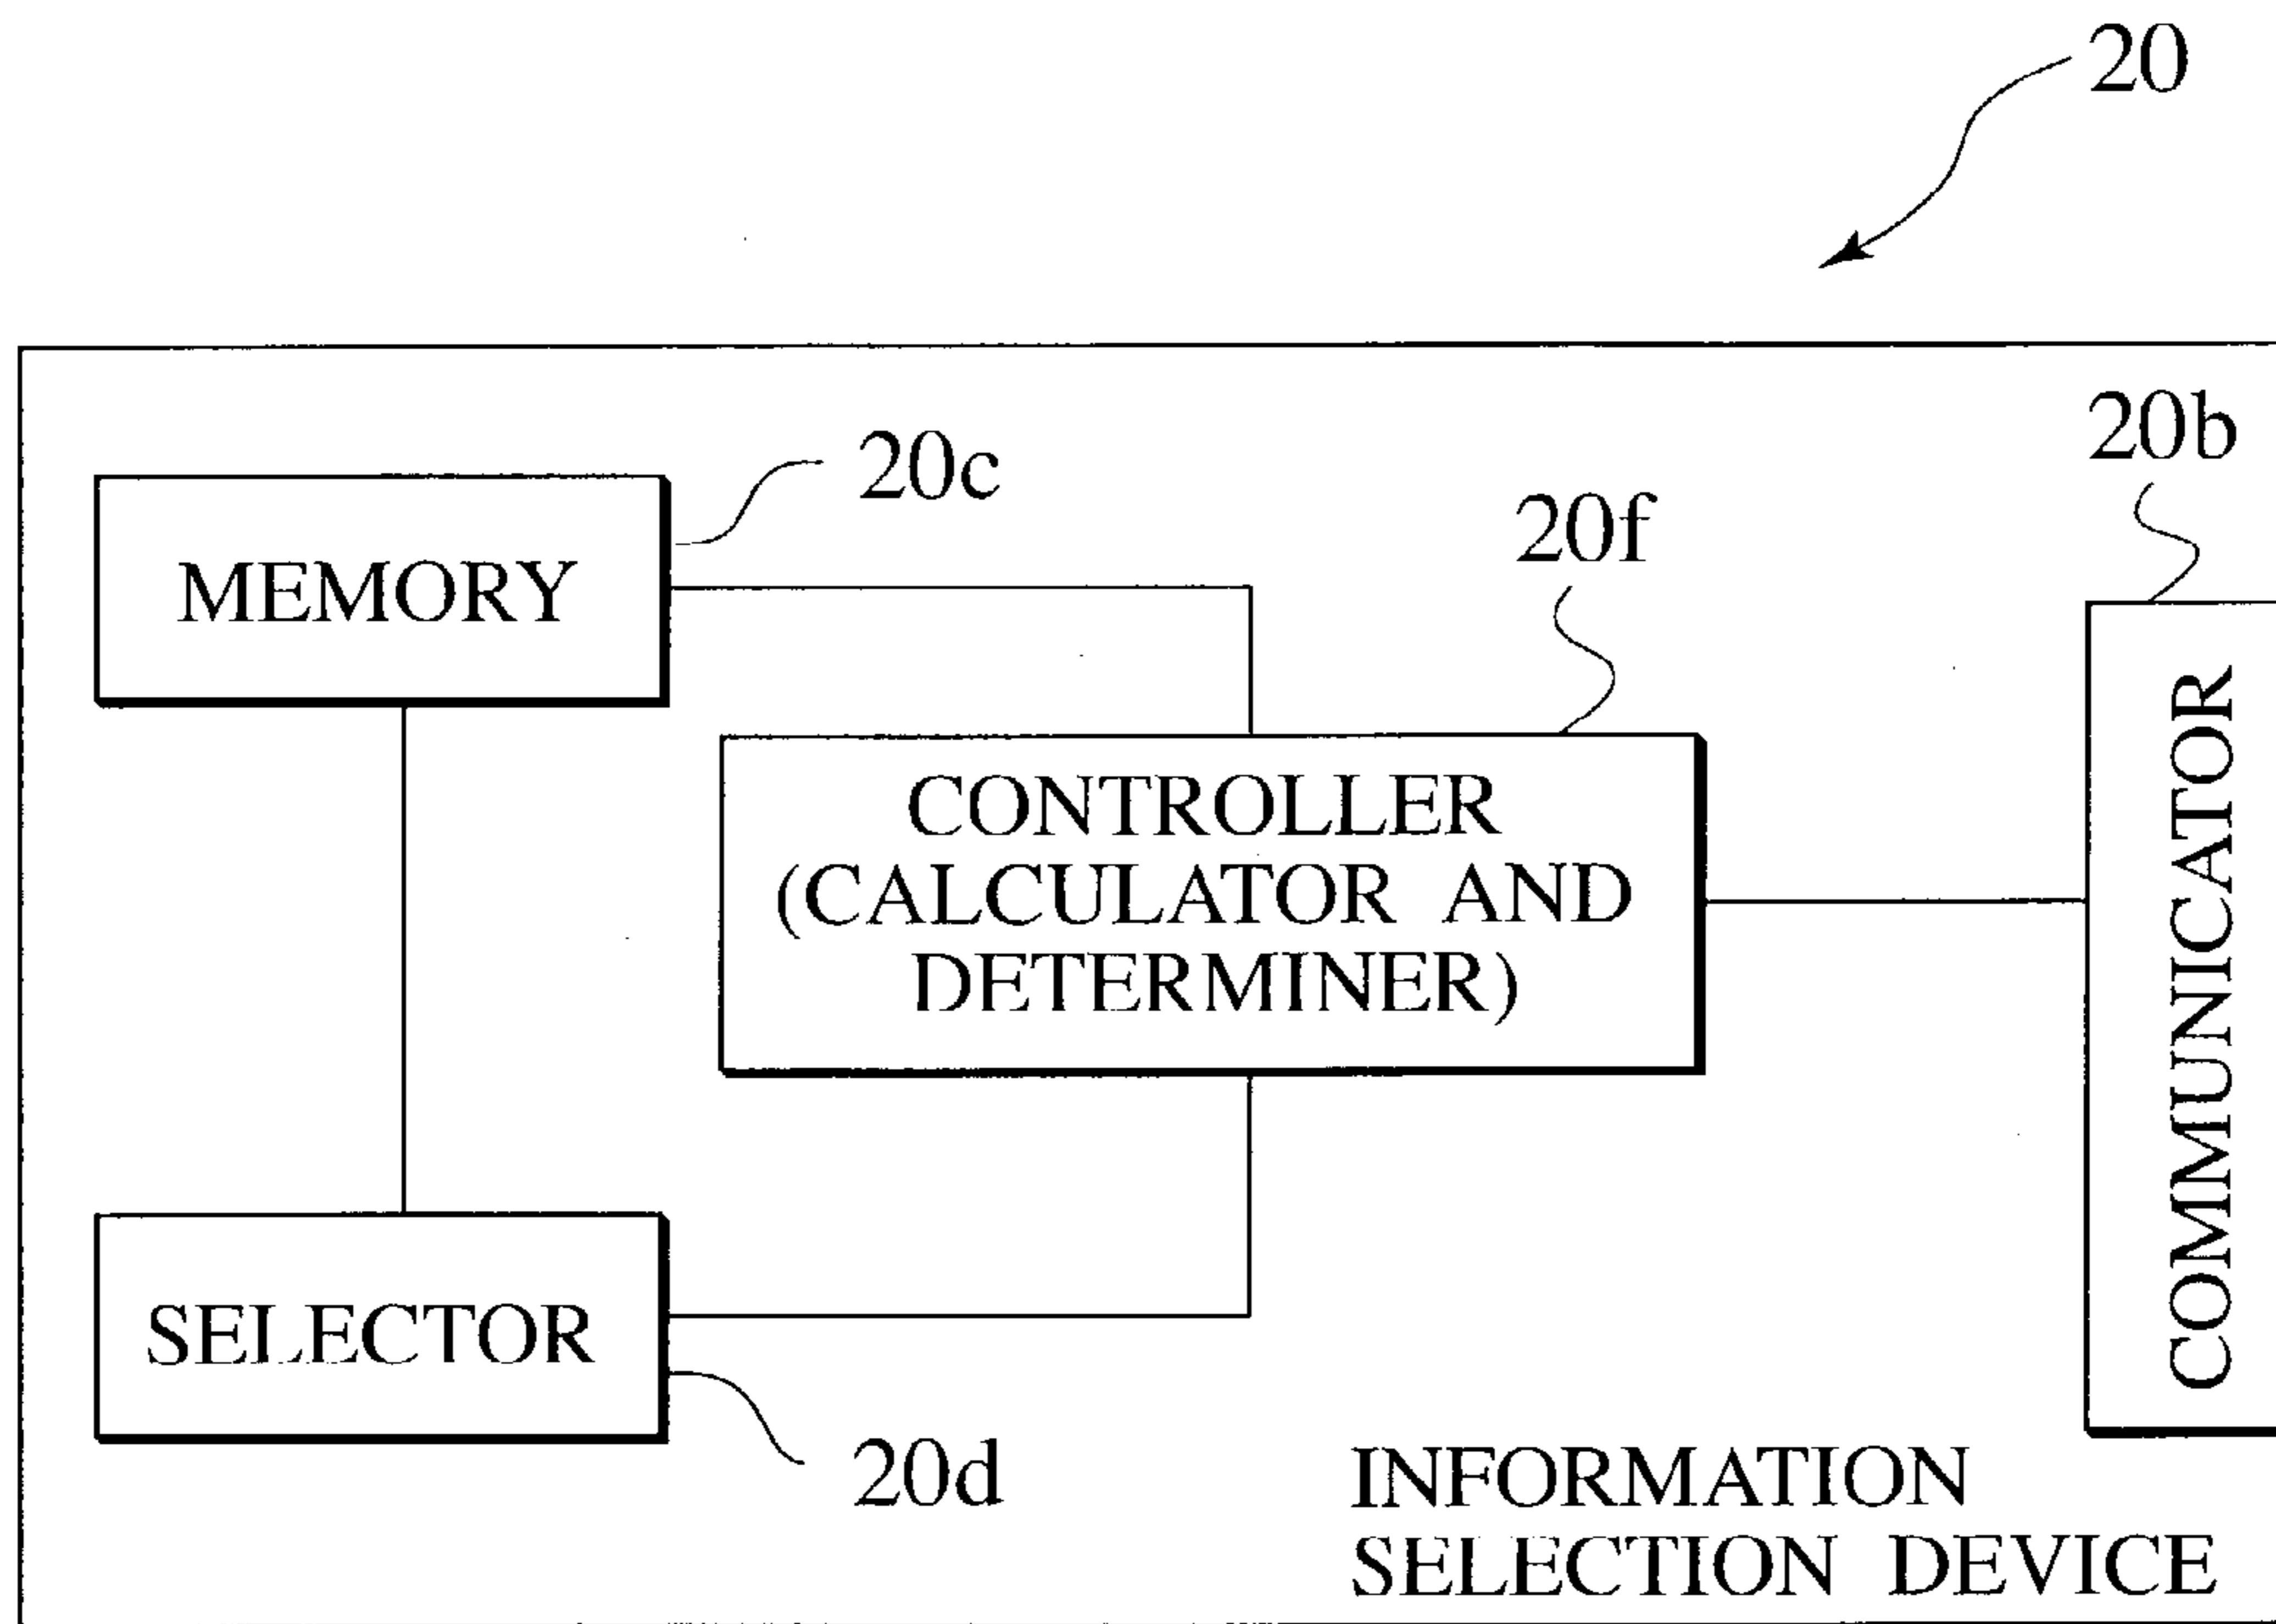 20
20b
20c
20f
MEMORY
CONTROLLER
(CALCULATOR AND
DETERMINER)
COMMUNICATOR
SELECTOR
20d
INFORMATION
SELECTION DEVICE